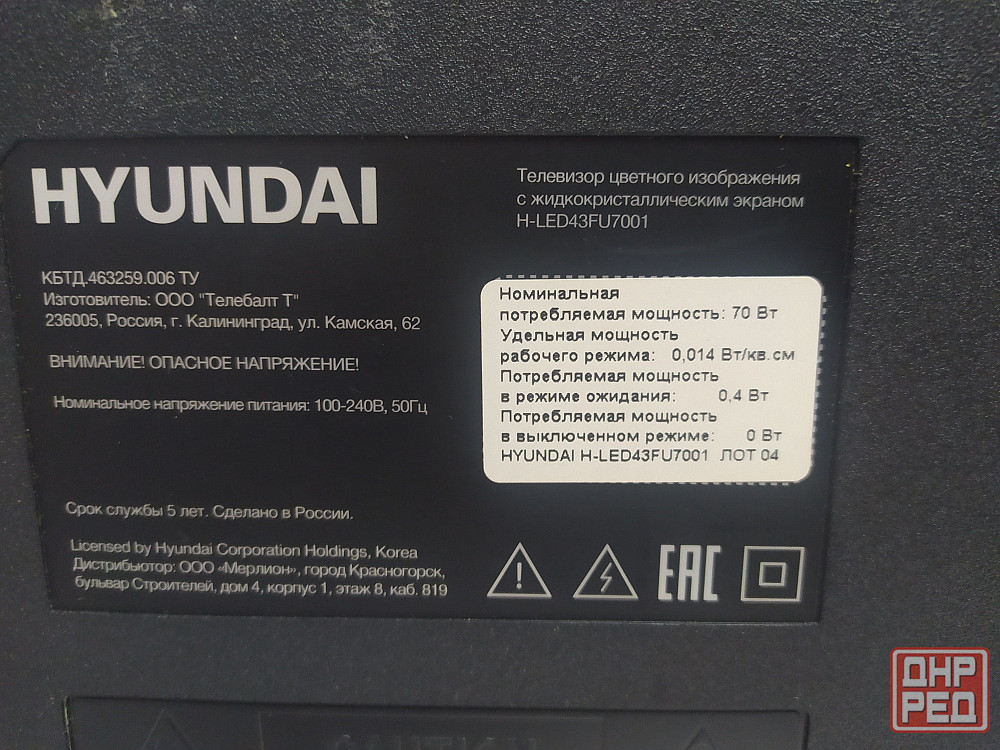 HYUNDAI
Телевизор цветного изображения
с жидкокристаллическим экраном
H-LED43FU7001
КБТД.463259.006 ТУ
Изготовитель: ООО "Телебалт Т"
236005, Россия, г. Калининград, ул. Камская, 62
ВНИМАНИЕ! ОПАСНОЕ НАПРЯЖЕНИЕ!
Номинальное напряжение питания: 100-240В, 50Гц
Номинальная
потребляемая мощность: 70 Вт
Удельная мощность
рабочего режима: 0,014 Вт/кв.см
Потребляемая мощность
в режиме ожидания: 0,4 Вт
Потребляемая мощность
в выключенном режиме: 0 Вт
HYUNDAI H-LED43FU7001 ЛОТ 04
Срок службы 5 лет. Сделано в России.
Licensed by Hyundai Corporation Holdings, Korea
Дистрибьютор: ООО «Мерлион», город Красногорск,
бульвар Строителей, дом 4, корпус 1, этаж 8, каб. 819
EAC
CAUTION
ДНР
РЕД